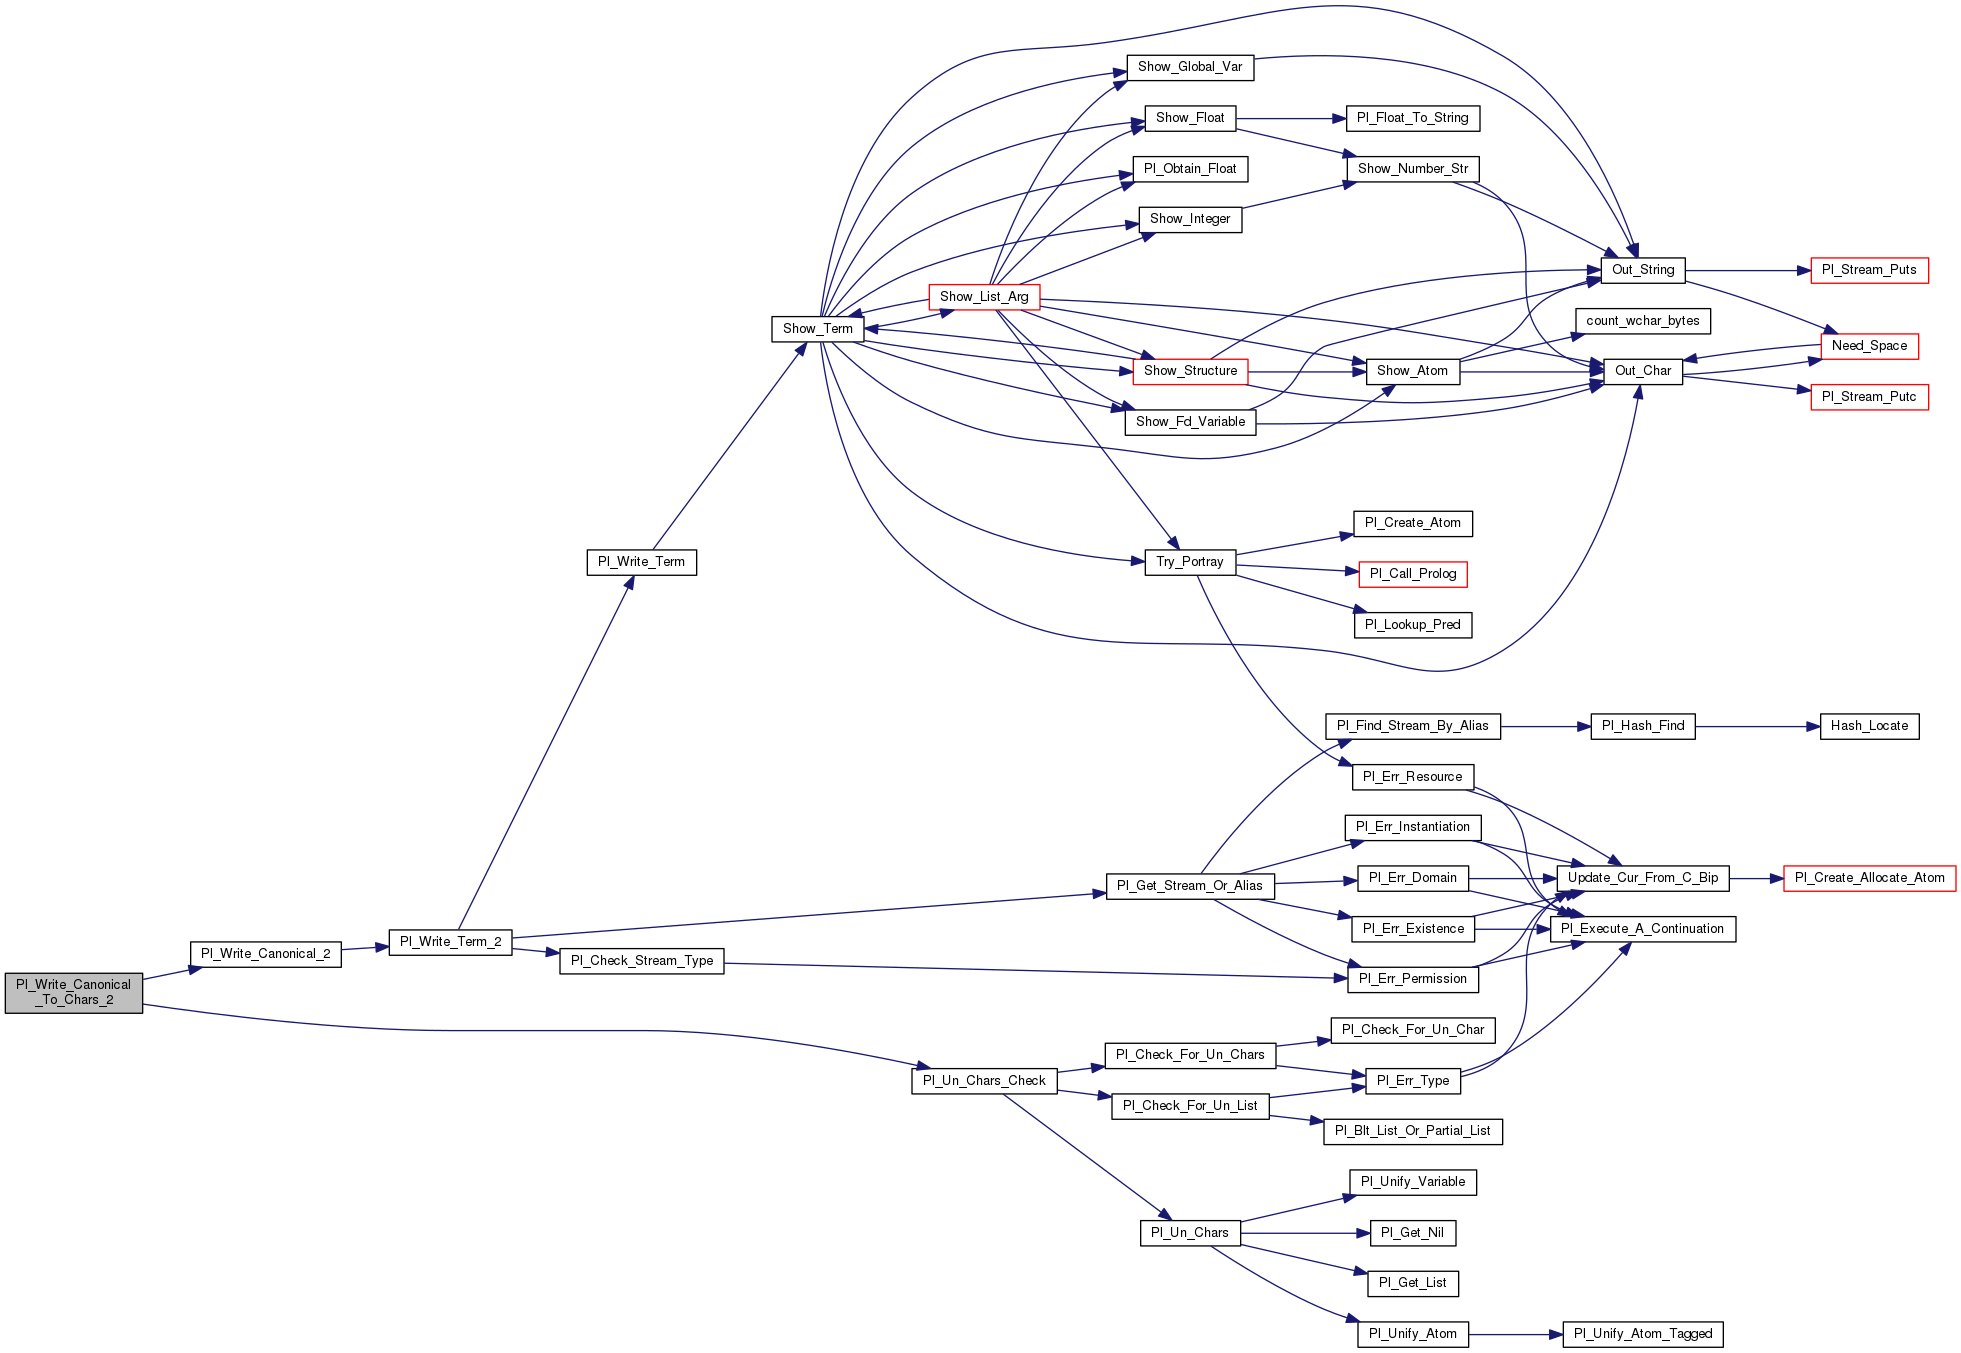 Show_Global_Var
Show_Float
Pl_Float_To_String
Pl_Obtain_Float
Show_Number_Str
Show_Integer
Out_String
Pl_Stream_Puts
Show_List_Arg
Show_Term
count_wchar_bytes
Need_Space
Show_Structure
Show_Atom
Out_Char
Pl_Stream_Putc
Show_Fd_Variable
Pl_Create_Atom
Pl_Write_Term
Try_Portray
Pl_Call_Prolog
Pl_Lookup_Pred
Pl_Find_Stream_By_Alias
Pl_Hash_Find
Hash_Locate
Pl_Err_Resource
Pl_Err_Instantiation
Pl_Get_Stream_Or_Alias
Pl_Err_Domain
Update_Cur_From_C_Bip
Pl_Create_Allocate_Atom
Pl_Err_Existence
Pl_Execute_A_Continuation
Pl_Write_Term_2
Pl_Write_Canonical_2
Pl_Check_Stream_Type
Pl_Err_Permission
Pl_Write_Canonical
_To_Chars_2
Pl_Check_For_Un_Char
Pl_Check_For_Un_Chars
Pl_Un_Chars_Check
Pl_Err_Type
Pl_Check_For_Un_List
Pl_Blt_List_Or_Partial_List
Pl_Unify_Variable
Pl_Un_Chars
Pl_Get_Nil
Pl_Get_List
Pl_Unify_Atom
Pl_Unify_Atom_Tagged